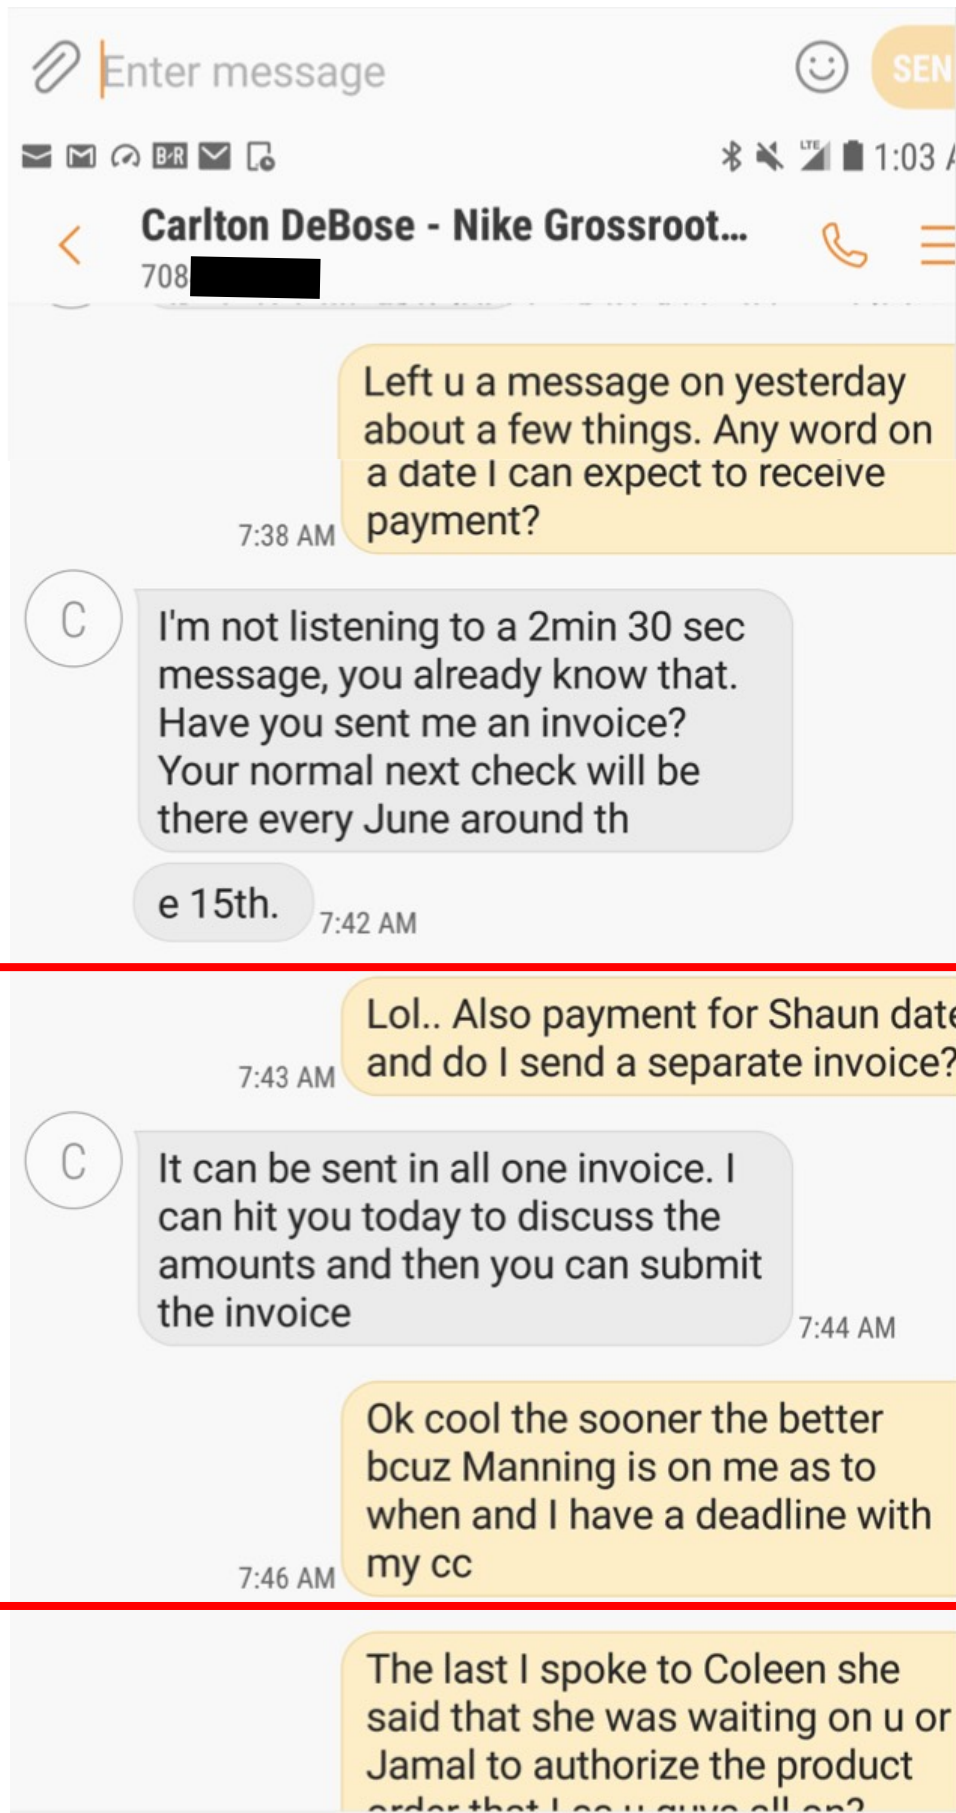 Enter message
SEN
B·R
LTE
1:03 A
Carlton DeBose - Nike Grossroot...
708
Left u a message on yesterday
about a few things. Any word on
a date I can expect to receive
payment?
7:38 AM
C
I'm not listening to a 2min 30 sec
message, you already know that.
Have you sent me an invoice?
Your normal next check will be
there every June around th
e 15th.
7:42 AM
Lol.. Also payment for Shaun date
and do I send a separate invoice?
7:43 AM
C
It can be sent in all one invoice. I
can hit you today to discuss the
amounts and then you can submit
the invoice
7:44 AM
Ok cool the sooner the better
bcuz Manning is on me as to
when and I have a deadline with
my cc
7:46 AM
The last I spoke to Coleen she
said that she was waiting on u or
Jamal to authorize the product
order that I